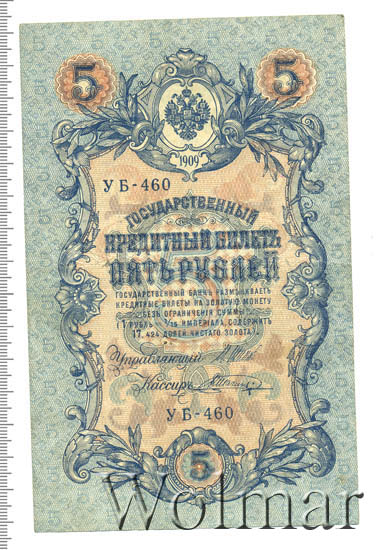 5 5
1909
УБ-460
ГОСУДАРСТВЕННЫЙ
КРЕДИТНЫЙ БИЛЕТЪ
ПЯТЬ РУБЛЕЙ
ГОСУДАРСТВЕННЫЙ БАНКЪ РАЗМѢНИВАЕТЪ
КРЕДИТНЫЕ БИЛЕТЫ НА ЗОЛОТУЮ МОНЕТУ
БЕЗЪ ОГРАНИЧЕНІЯ СУММЫ
(1 РУБЛЬ = 1/15 ИМПЕРІАЛА, СОДЕРЖИТЪ
17,424 ДОЛЕЙ ЧИСТАГО ЗОЛОТА).
Управляющій
Кассиръ
УБ-460
5
Wolmar